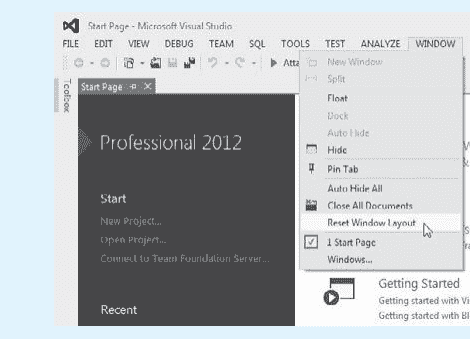 Start Page - Microsoft Visual Studio
FILE EDIT VIEW DEBUG TEAM SQL TOOLS TEST ANALYZE WINDOW
Toolbox
Start Page
Professional 2012
Start
New Project...
Open Project...
Connect to Team Foundation Server...
Recent
New Window
Split
Float
Dock
Auto Hide
Hide
Pin Tab
Auto Hide All
Close All Documents
Reset Window Layout
1 Start Page
Windows...
Getting Started
Getting started with
Getting started with